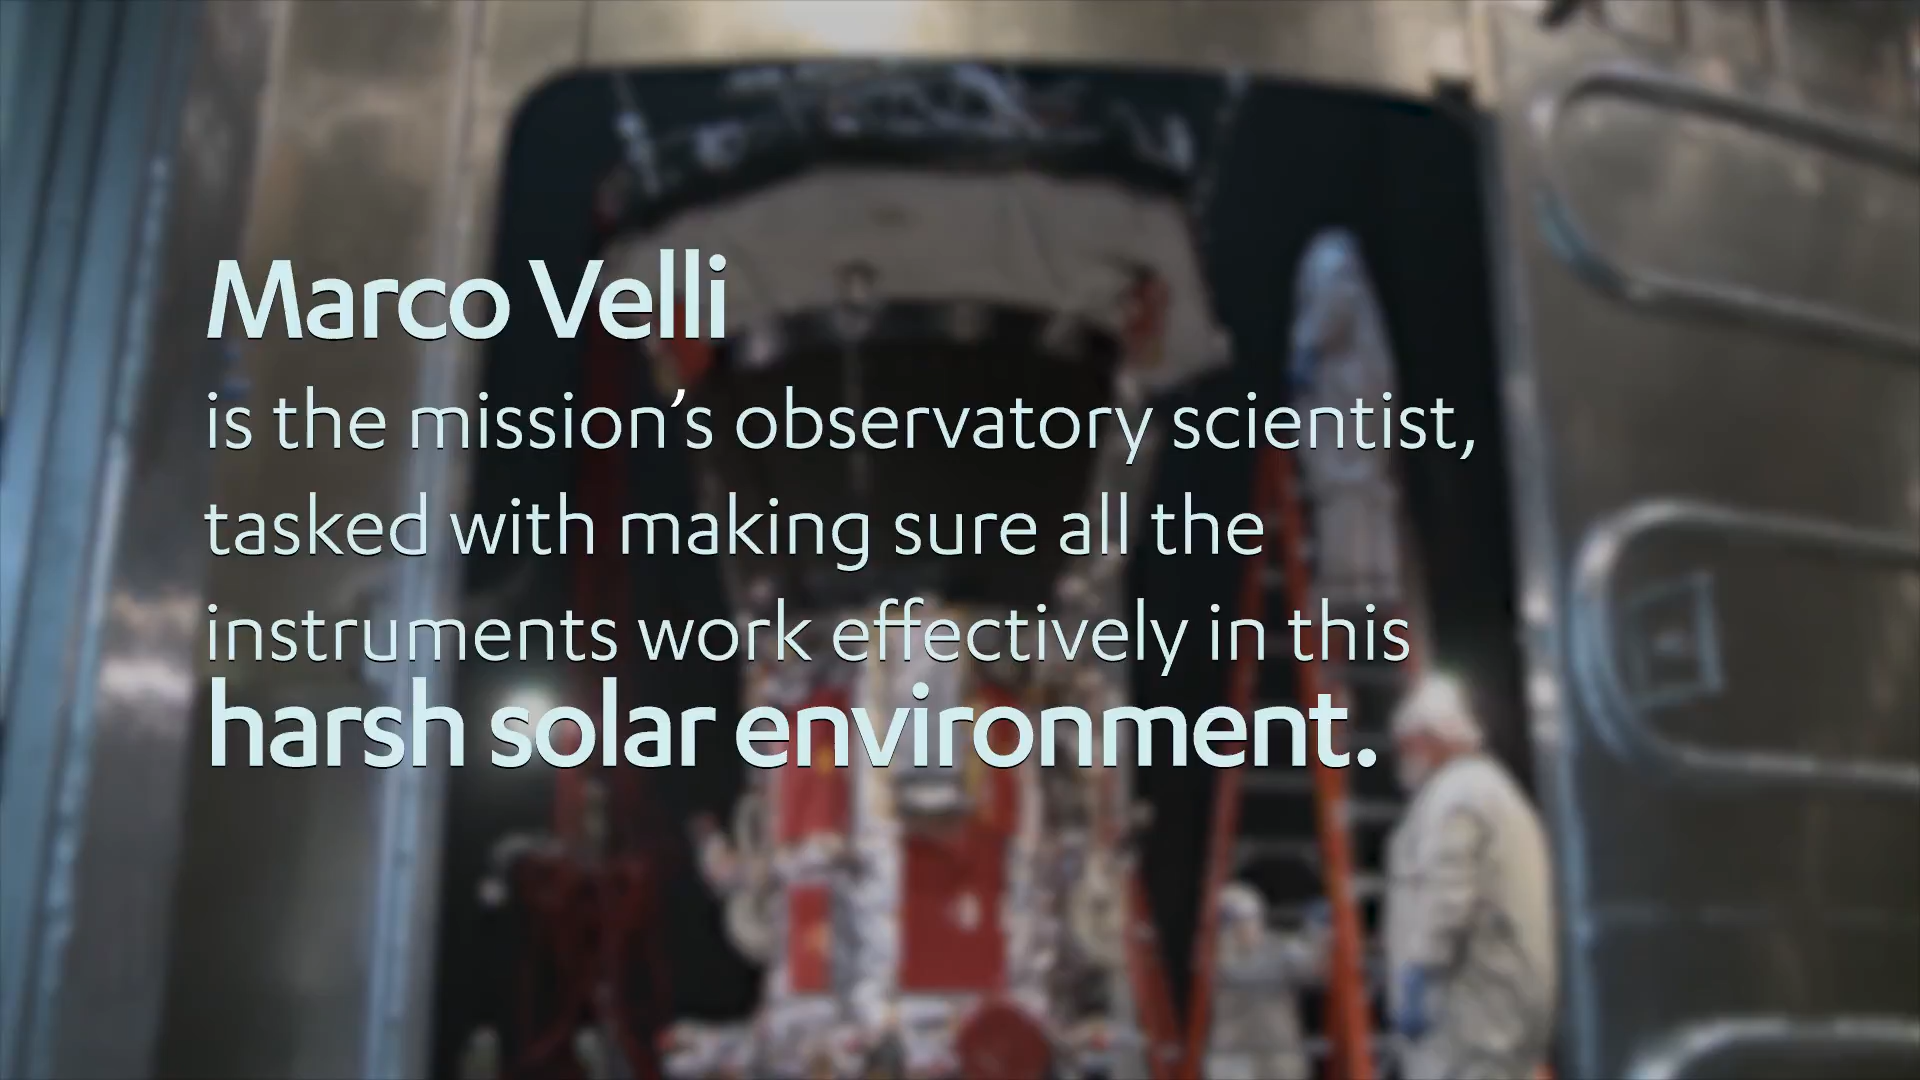 Marco Velli
is the mission’s observatory scientist,
tasked with making sure all the
instruments work effectively in this
harsh solar environment.